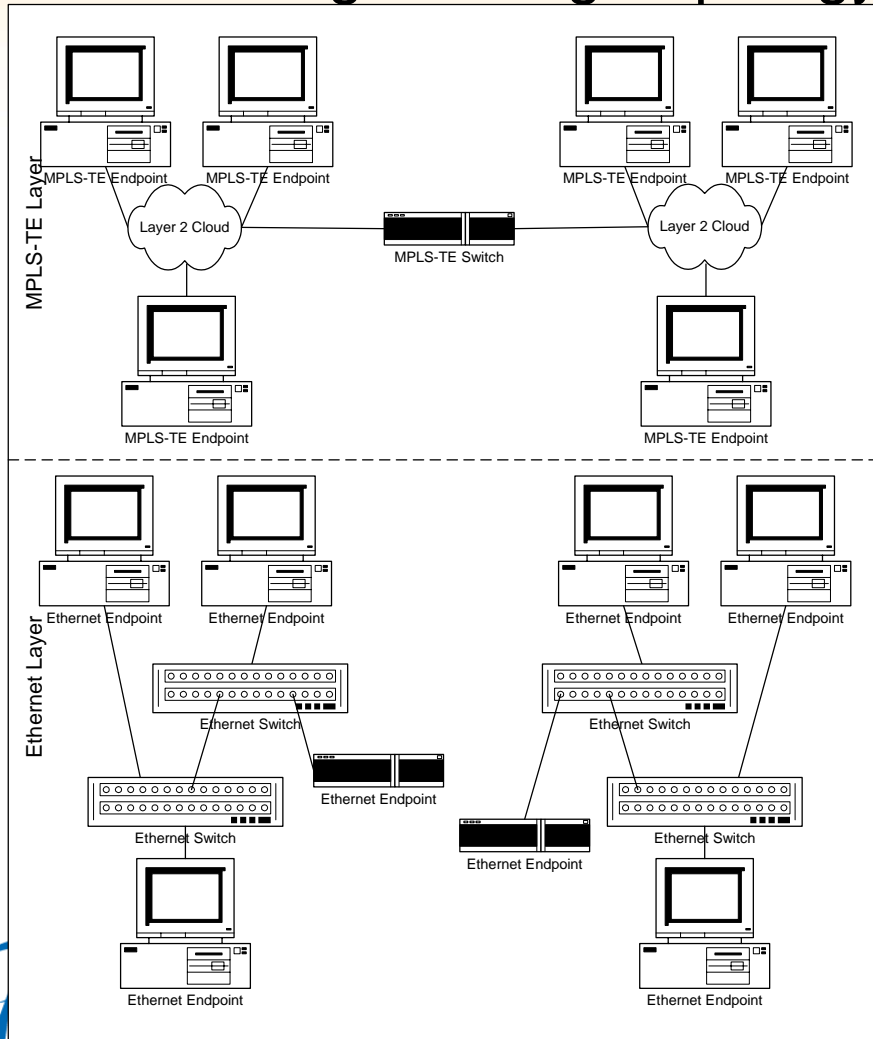 MPLS-TE Layer
MPLS-TE Endpoint
MPLS-TE Endpoint
MPLS-TE Endpoint
MPLS-TE Endpoint
Layer 2 Cloud
MPLS-TE Switch
Layer 2 Cloud
MPLS-TE Endpoint
MPLS-TE Endpoint
Ethernet Layer
Ethernet Endpoint
Ethernet Endpoint
Ethernet Endpoint
Ethernet Endpoint
Ethernet Switch
Ethernet Switch
Ethernet Endpoint
Ethernet Switch
Ethernet Switch
Ethernet Endpoint
Ethernet Endpoint
Ethernet Endpoint